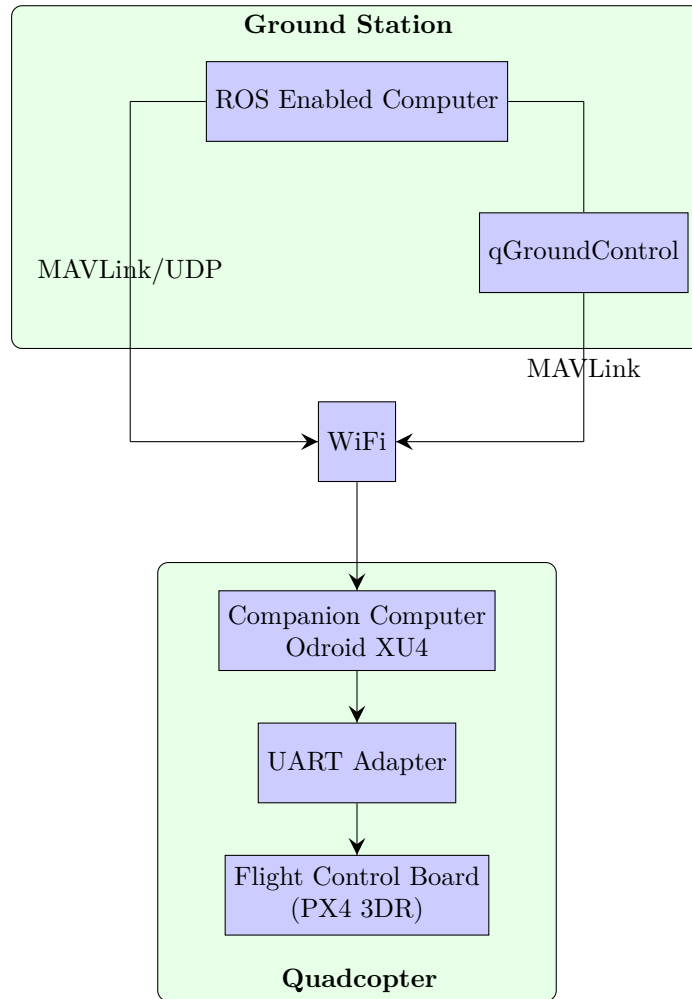 Ground Station
ROS Enabled Computer
qGroundControl
MAVLink/UDP
MAVLink
WiFi
Companion Computer
Odroid XU4
UART Adapter
Flight Control Board
(PX4 3DR)
Quadcopter